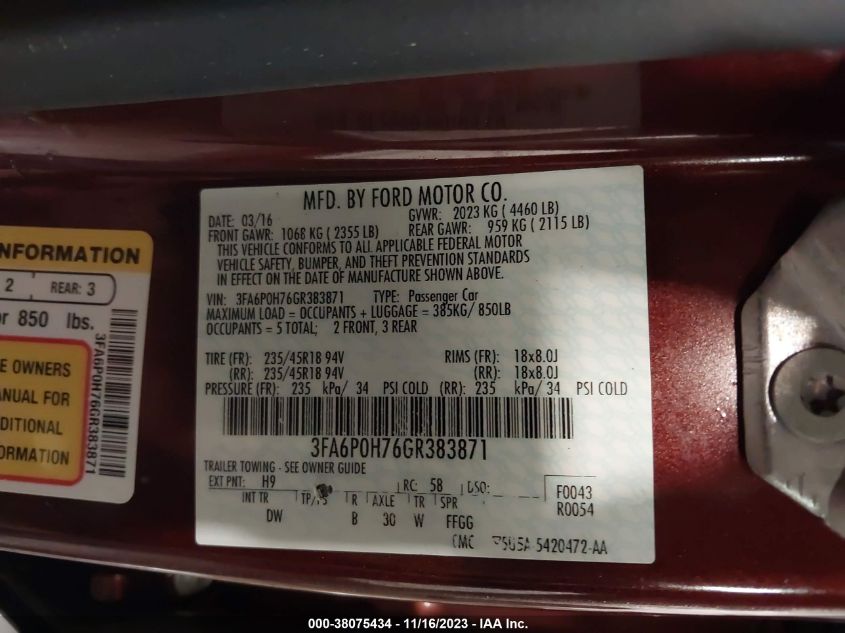 NFORMATION
2 REAR: 3
or 850 lbs.
E OWNERS
ANUAL FOR
DITIONAL
FORMATION
3FA6P0H76GR383871
MFD. BY FORD MOTOR CO.
DATE: 03/16 GVWR: 2023 KG ( 4460 LB)
FRONT GAWR: 1068 KG ( 2355 LB) REAR GAWR: 959 KG ( 2115 LB)
THIS VEHICLE CONFORMS TO ALL APPLICABLE FEDERAL MOTOR
VEHICLE SAFETY, BUMPER, AND THEFT PREVENTION STANDARDS
IN EFFECT ON THE DATE OF MANUFACTURE SHOWN ABOVE.
VIN: 3FA6P0H76GR383871 TYPE: Passenger Car
MAXIMUM LOAD = OCCUPANTS + LUGGAGE = 385KG/ 850LB
OCCUPANTS = 5 TOTAL; 2 FRONT, 3 REAR
TIRE (FR): 235/45R18 94V RIMS (FR): 18x8.0J
(RR): 235/45R18 94V (RR): 18x8.0J
PRESSURE (FR): 235 kPa/ 34 PSI COLD (RR): 235 kPa/ 34 PSI COLD
3FA6P0H76GR383871
TRAILER TOWING - SEE OWNER GUIDE
EXT PNT: H9 RC: 58 DSO: F0043
INT TR TP/PS R AXLE TR SPR R0054
DW B 30 W FFGG
5420472-AA
000-38075434 - 11/16/2023 - IAA Inc.